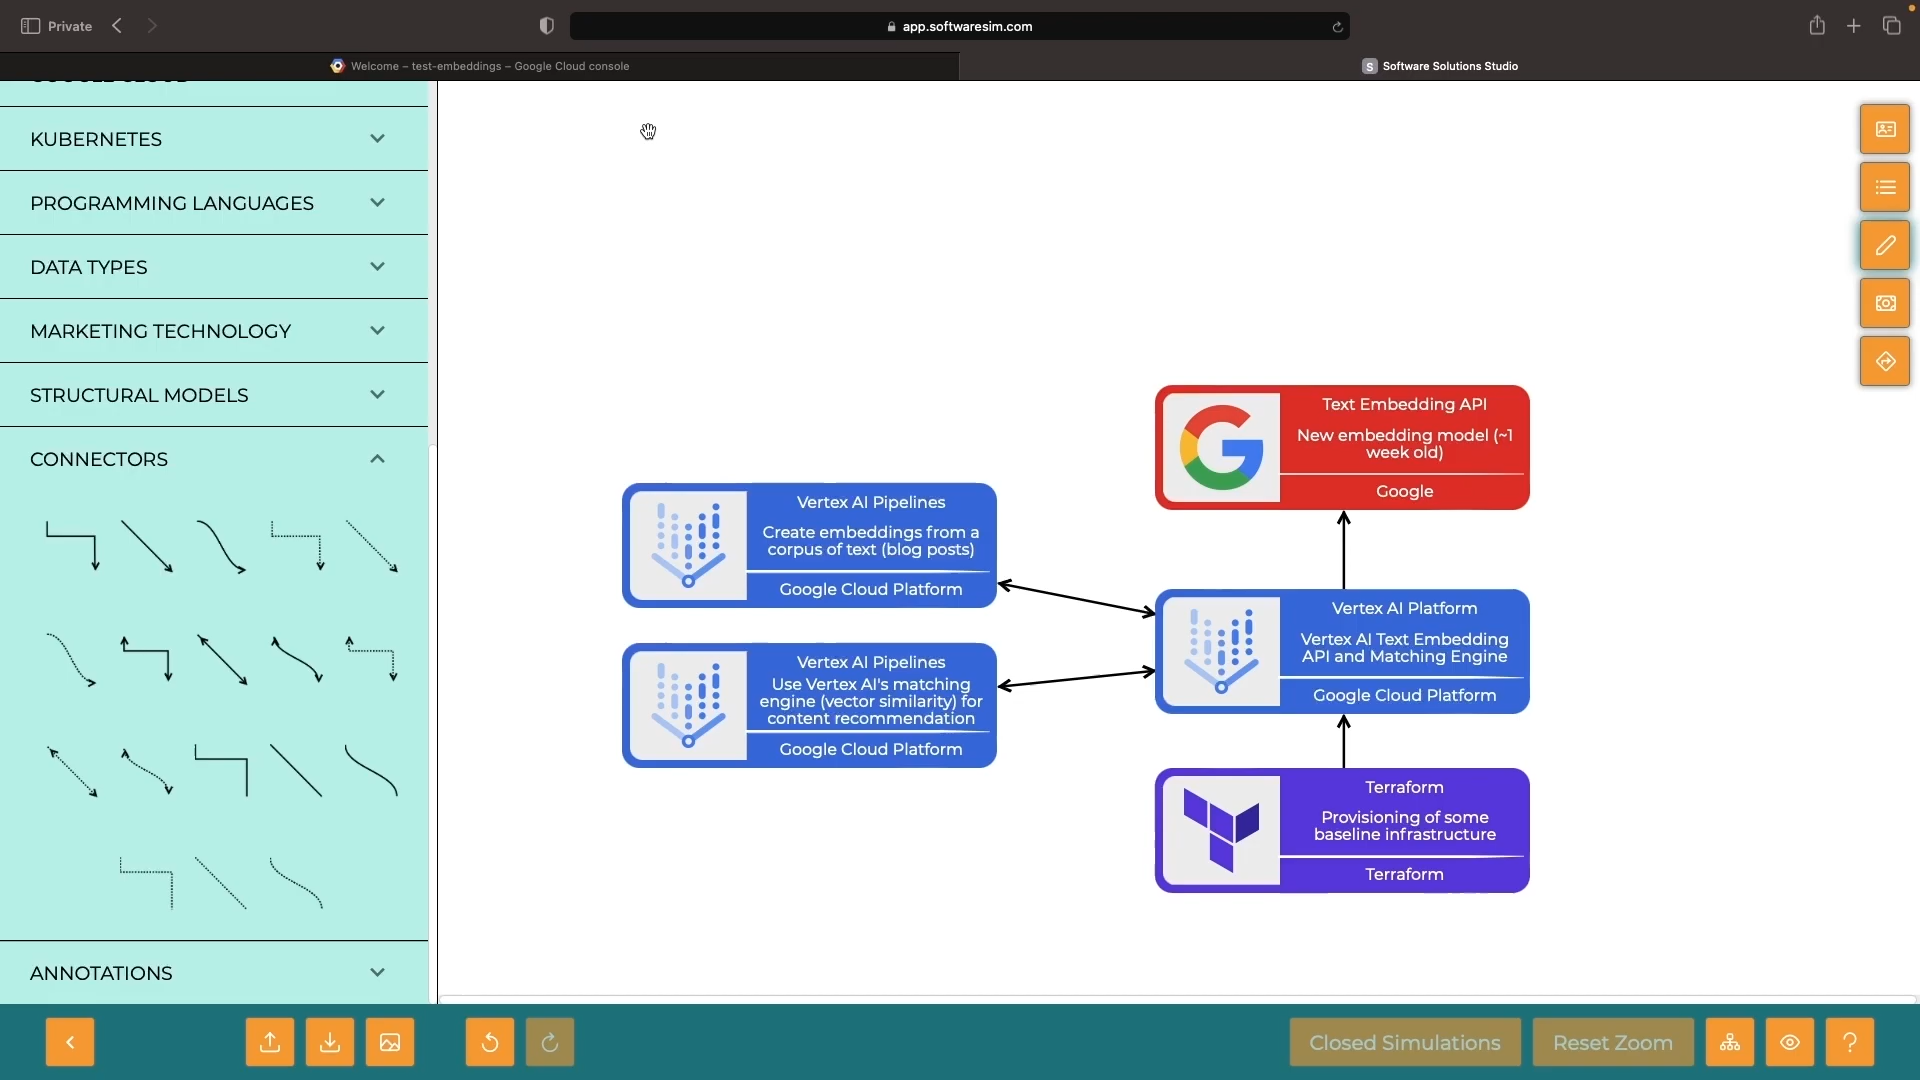 Private
app.softwaresim.com
Welcome – test-embeddings – Google Cloud console
S Software Solutions Studio
GOOGLE CLOUD
KUBERNETES
PROGRAMMING LANGUAGES
DATA TYPES
MARKETING TECHNOLOGY
STRUCTURAL MODELS
CONNECTORS
ANNOTATIONS
Text Embedding API
New embedding model (~1
week old)
Google
Vertex AI Pipelines
Create embeddings from a
corpus of text (blog posts)
Google Cloud Platform
Vertex AI Platform
Vertex AI Text Embedding
API and Matching Engine
Google Cloud Platform
Vertex AI Pipelines
Use Vertex AI's matching
engine (vector similarity) for
content recommendation
Google Cloud Platform
Terraform
Provisioning of some
baseline infrastructure
Terraform
Closed Simulations
Reset Zoom
?